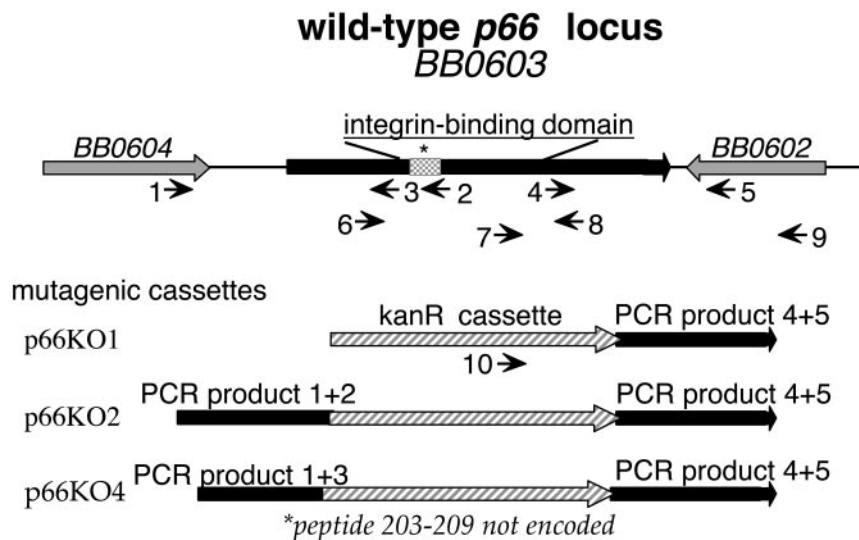 wild-type p66 locus
BB0603
integrin-binding domain
BB0604 * BB0602
1 3 2 4 5
6 7 8 9
mutagenic cassettes
kanR cassette PCR product 4+5
p66KO1
10
PCR product 1+2 PCR product 4+5
p66KO2
PCR product 1+3 PCR product 4+5
p66KO4
*peptide 203-209 not encoded